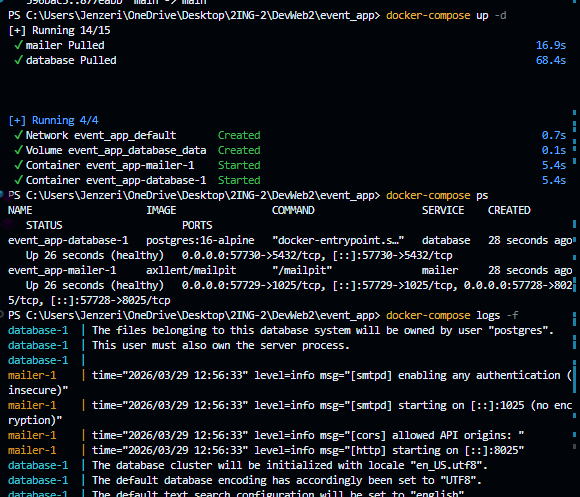 PS C:\Users\Jenzeri\OneDrive\Desktop\2ING-2\DevWeb2\event_app> docker-compose up -d
[+] Running 14/15
✓ mailer Pulled 16.9s
✓ database Pulled 68.4s
[+] Running 4/4
✓ Network event_app_default Created 0.7s
✓ Volume event_app_database_data Created 0.1s
✓ Container event_app-mailer-1 Started 5.4s
✓ Container event_app-database-1 Started 5.4s
PS C:\Users\Jenzeri\OneDrive\Desktop\2ING-2\DevWeb2\event_app> docker-compose ps
NAME IMAGE COMMAND SERVICE CREATED
STATUS PORTS
event_app-database-1 postgres:16-alpine "docker-entrypoint.s…" database 28 seconds ago
Up 26 seconds (healthy) 0.0.0.0:57730->5432/tcp, [::]:57730->5432/tcp
event_app-mailer-1 axllent/mailpit "/mailpit" mailer 28 seconds ago
Up 26 seconds (healthy) 0.0.0.0:57729->1025/tcp, [::]:57729->1025/tcp, 0.0.0.0:57728->802
5/tcp, [::]:57728->8025/tcp
PS C:\Users\Jenzeri\OneDrive\Desktop\2ING-2\DevWeb2\event_app> docker-compose logs -f
database-1 | The files belonging to this database system will be owned by user "postgres".
database-1 | This user must also own the server process.
database-1 |
mailer-1 | time="2026/03/29 12:56:33" level=info msg="[smtpd] enabling any authentication (
insecure)"
mailer-1 | time="2026/03/29 12:56:33" level=info msg="[smtpd] starting on [::]:1025 (no enc
ryption)"
mailer-1 | time="2026/03/29 12:56:33" level=info msg="[cors] allowed API origins: "
mailer-1 | time="2026/03/29 12:56:33" level=info msg="[http] starting on [::]:8025"
database-1 | The database cluster will be initialized with locale "en_US.utf8".
database-1 | The default database encoding has accordingly been set to "UTF8".
database-1 | The default text search configuration will be set to "english"